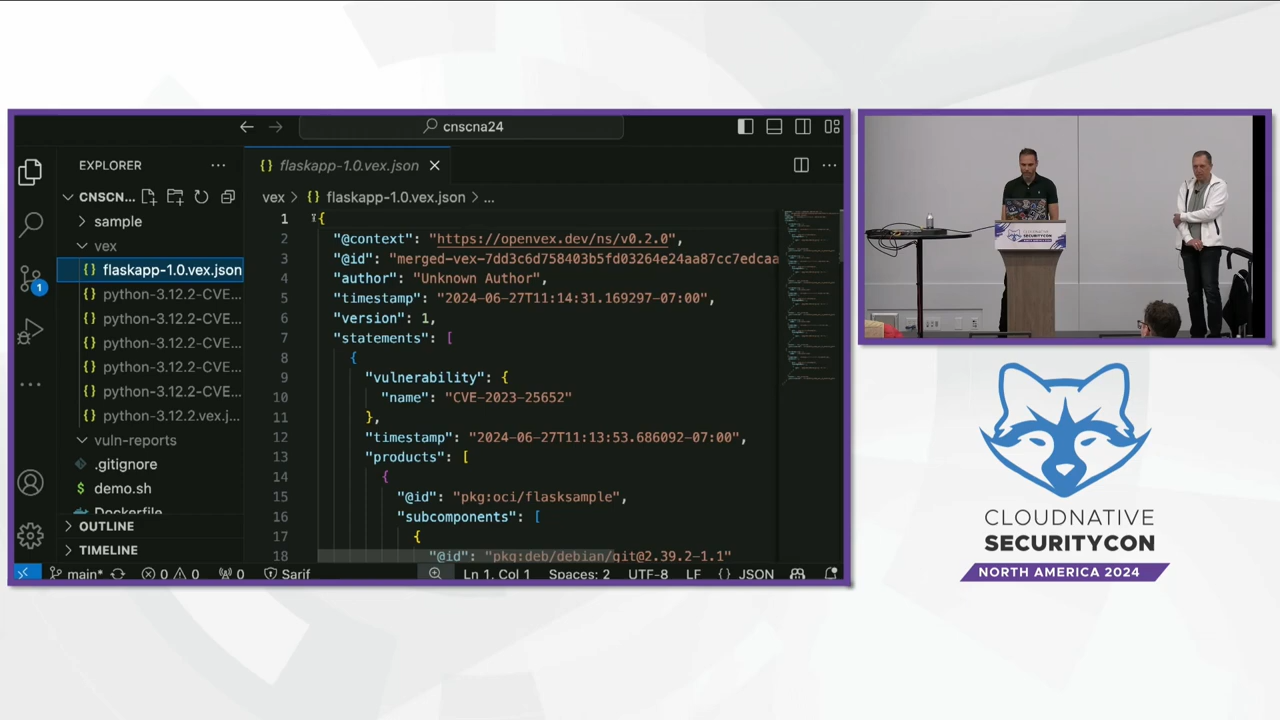 cnscna24
EXPLORER
CNSCN...
sample
vex
flaskapp-1.0.vex.json
python-3.12.2-CVE...
python-3.12.2-CVE...
python-3.12.2-CVE...
python-3.12.2-CVE...
python-3.12.2-CVE...
python-3.12.2.vex.j...
vuln-reports
.gitignore
$ demo.sh
Dockerfile
OUTLINE
TIMELINE
1
{} flaskapp-1.0.vex.json
vex > {} flaskapp-1.0.vex.json > ...
1 {
2 "@context": "https://openvex.dev/ns/v0.2.0",
3 "@id": "merged-vex-7dd3c6d758403b5fd03264e24aa87cc7edcaa
4 "author": "Unknown Author",
5 "timestamp": "2024-06-27T11:14:31.169297-07:00",
6 "version": 1,
7 "statements": [
8 {
9 "vulnerability": {
10 "name": "CVE-2023-25652"
11 },
12 "timestamp": "2024-06-27T11:13:53.686092-07:00",
13 "products": [
14 {
15 "@id": "pkg:oci/flasksample",
16 "subcomponents": [
17 {
18 "@id": "pkg:deb/debian/git@2.39.2-1.1"
main* 0 0 0 Sarif Ln 1, Col 1 Spaces: 2 UTF-8 LF {} JSON
CLOUDNATIVE
SECURITYCON
CLOUDNATIVE
SECURITYCON
NORTH AMERICA 2024